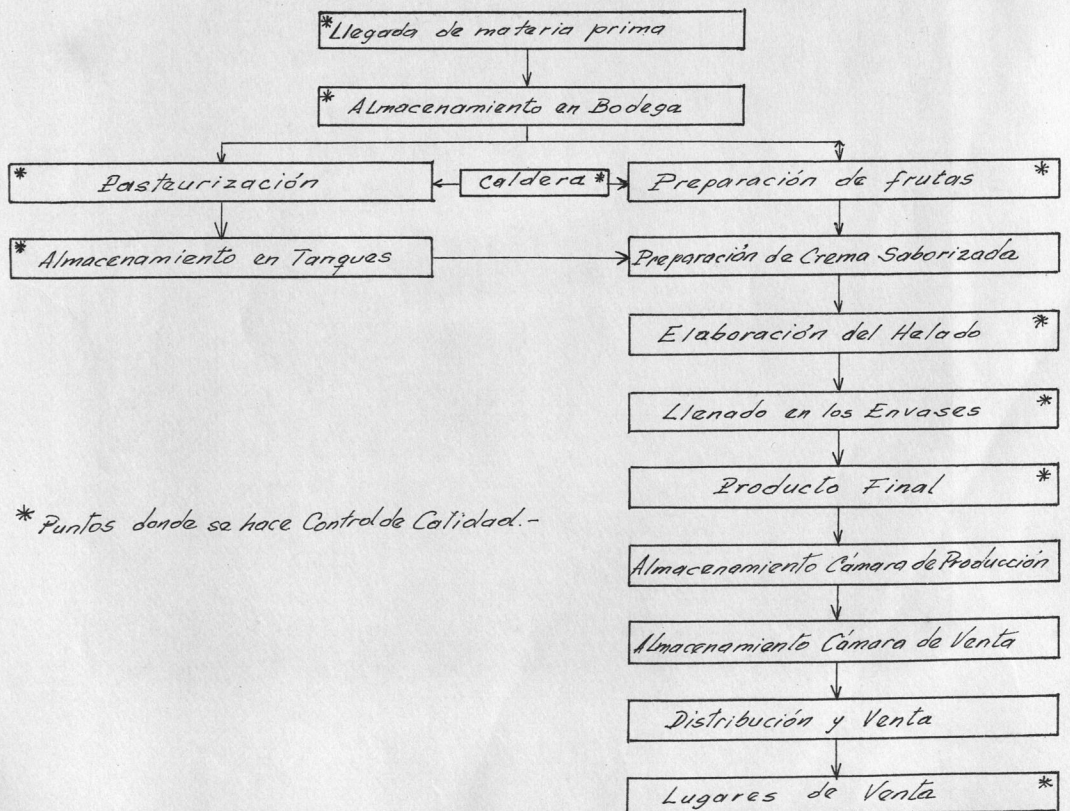 *Llegada de materia prima
* Almacenamiento en Bodega
* Pasteurización
Caldera *
Preparación de frutas *
* Almacenamiento en Tanques
Preparación de Crema Saborizada
Elaboración del Helado *
Llenado en los Envases *
Producto Final *
* Puntos donde se hace Control de Calidad.-
Almacenamiento Cámara de Producción
Almacenamiento Cámara de Venta
Distribución y Venta
Lugares de Venta *